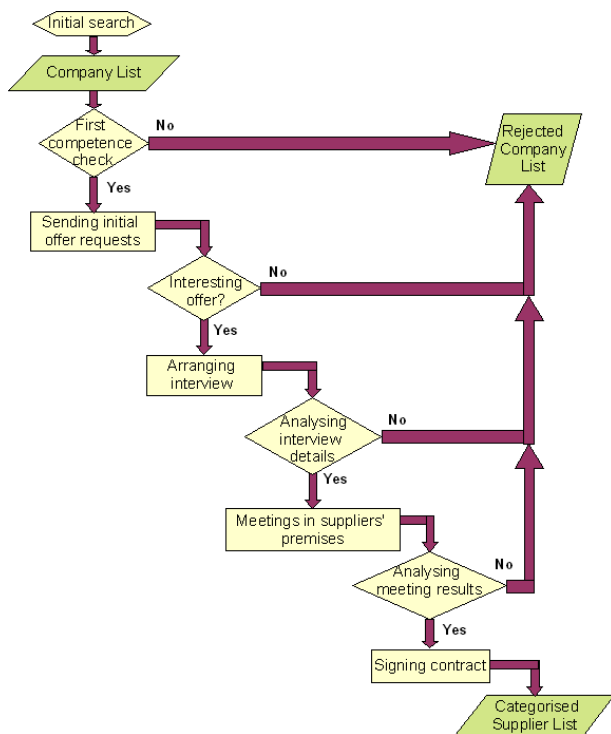 Initial search
Company List
First
competence
check
No
Rejected
Company
List
Yes
Sending initial
offer requests
Interesting
offer?
No
Yes
Arranging
interview
Analysing
interview
details
No
Yes
Meetings in suppliers'
premises
Analysing
meeting results
No
Yes
Signing contract
Categorised
Supplier List